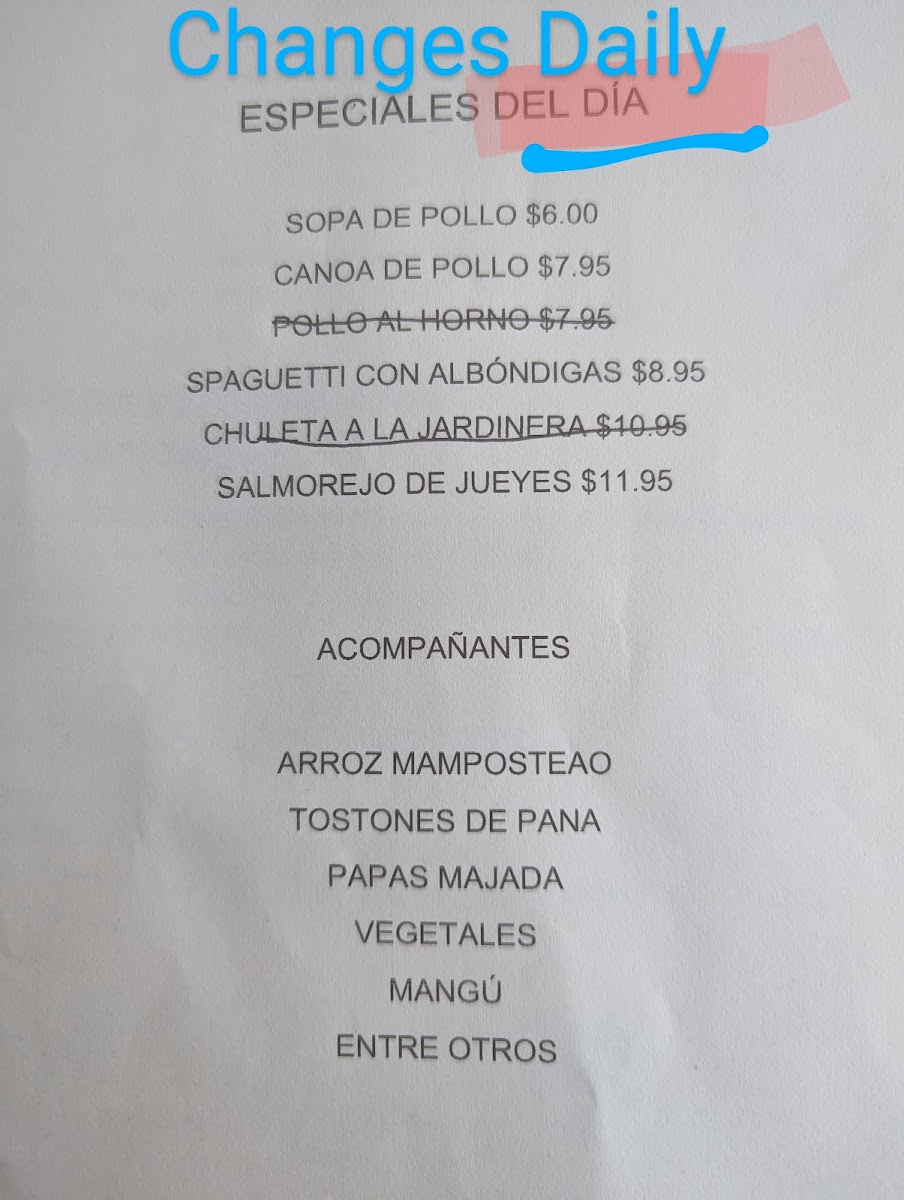 Changes Daily
ESPECIALES DEL DÍA
SOPA DE POLLO $6.00
CANOA DE POLLO $7.95
POLLO AL HORNO $7.95
SPAGUETTI CON ALBÓNDIGAS $8.95
CHULETA A LA JARDINERA $10.95
SALMOREJO DE JUEYES $11.95
ACOMPAÑANTES
ARROZ MAMPOSTEAO
TOSTONES DE PANA
PAPAS MAJADA
VEGETALES
MANGÚ
ENTRE OTROS